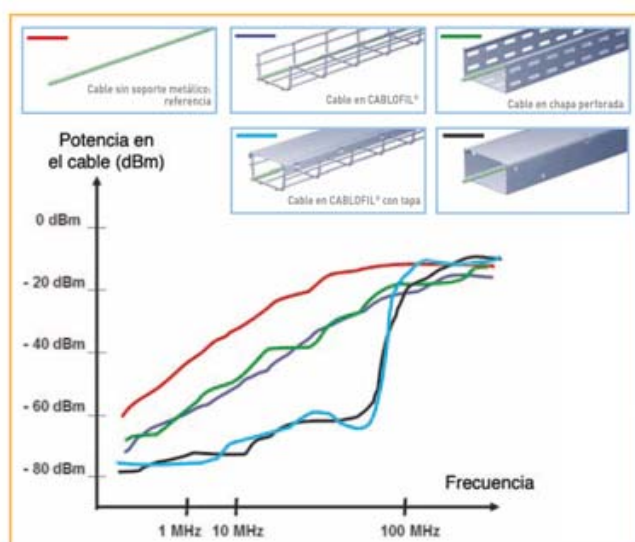 Cable sin soporte metálico:
referencia
Cable en CABLOFIL®
Cable en chapa perforada
Cable en CABLOFIL® con tapa
Potencia en
el cable (dBm)
0 dBm
- 20 dBm
- 40 dBm
- 60 dBm
- 80 dBm
Frecuencia
1 MHz
10 MHz
100 MHz